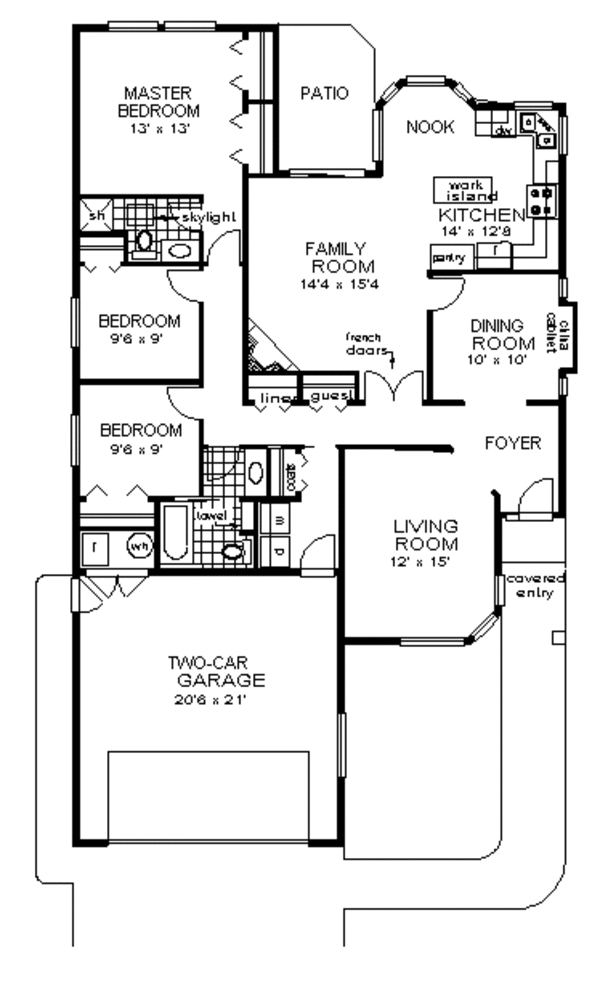 MASTER
BEDROOM
13' x 13'
PATIO
NOOK
dw
sh
skylight
work
island
KITCHEN
14' x 12'8
pantry
r
FAMILY
ROOM
14'4 x 15'4
BEDROOM
9'6 x 9'
DINING
ROOM
10' x 10'
china
cabinet
french
doors
linen
guest
BEDROOM
9'6 x 9'
FOYER
coats
towel
w
d
f
wh
LIVING
ROOM
12' x 15'
covered
entry
TWO-CAR
GARAGE
20'6 x 21'